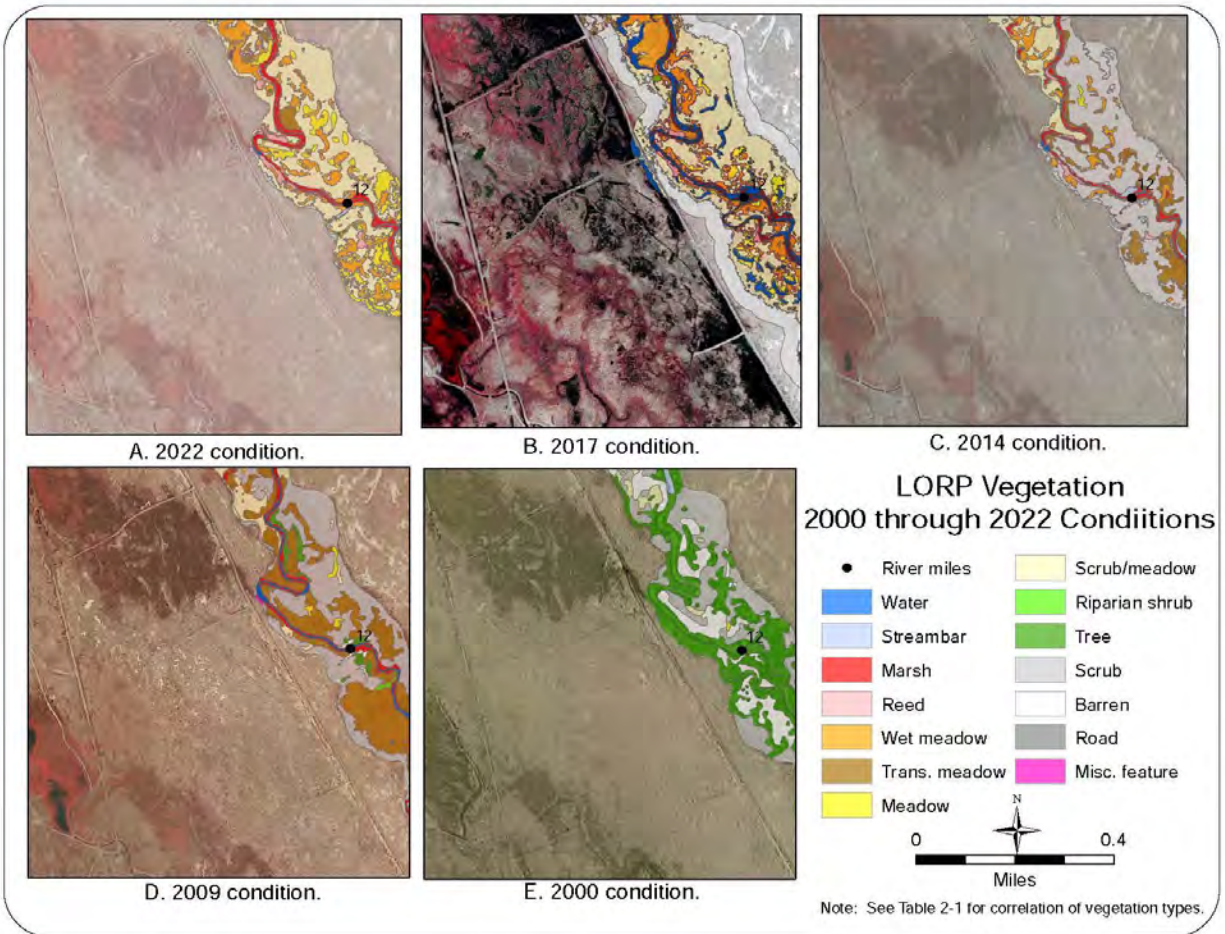 12
A. 2022 condition.
12
B. 2017 condition.
12
C. 2014 condition.
12
D. 2009 condition.
12
E. 2000 condition.
LORP Vegetation
2000 through 2022 Condiitions
River miles
Water
Streambar
Marsh
Reed
Wet meadow
Trans. meadow
Meadow
Scrub/meadow
Riparian shrub
Tree
Scrub
Barren
Road
Misc. feature
N
0 0.4
Miles
Note: See Table 2-1 for correlation of vegetation types.